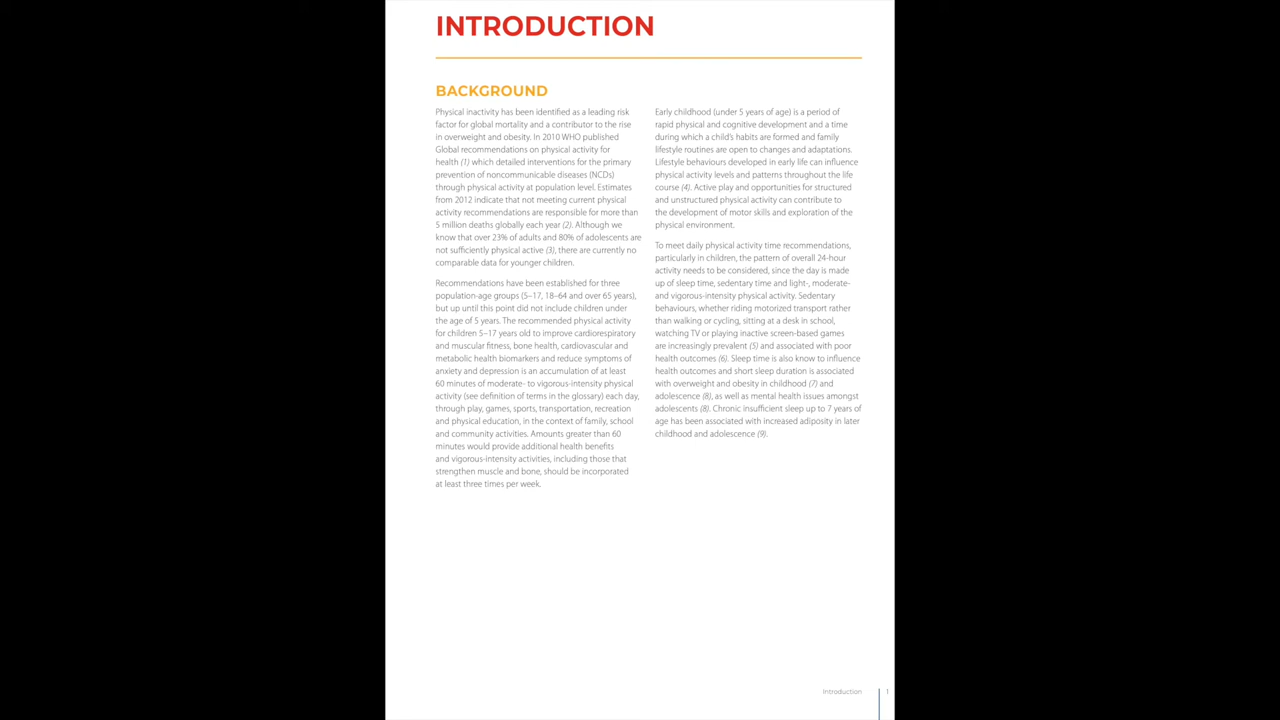 INTRODUCTION
BACKGROUND
Physical inactivity has been identified as a leading risk
factor for global mortality and a contributor to the rise
in overweight and obesity. In 2010 WHO published
Global recommendations on physical activity for
health (1) which detailed interventions for the primary
prevention of noncommunicable diseases (NCDs)
through physical activity at population level. Estimates
from 2012 indicate that not meeting current physical
activity recommendations are responsible for more than
5 million deaths globally each year (2). Although we
know that over 23% of adults and 80% of adolescents are
not sufficiently physical active (3), there are currently no
comparable data for younger children.
Recommendations have been established for three
population-age groups (5–17, 18–64 and over 65 years),
but up until this point did not include children under
the age of 5 years. The recommended physical activity
for children 5–17 years old to improve cardiorespiratory
and muscular fitness, bone health, cardiovascular and
metabolic health biomarkers and reduce symptoms of
anxiety and depression is an accumulation of at least
60 minutes of moderate- to vigorous-intensity physical
activity (see definition of terms in the glossary) each day,
through play, games, sports, transportation, recreation
and physical education, in the context of family, school
and community activities. Amounts greater than 60
minutes would provide additional health benefits
and vigorous-intensity activities, including those that
strengthen muscle and bone, should be incorporated
at least three times per week.
Early childhood (under 5 years of age) is a period of
rapid physical and cognitive development and a time
during which a child's habits are formed and family
lifestyle routines are open to changes and adaptations.
Lifestyle behaviours developed in early life can influence
physical activity levels and patterns throughout the life
course (4). Active play and opportunities for structured
and unstructured physical activity can contribute to
the development of motor skills and exploration of the
physical environment.
To meet daily physical activity time recommendations,
particularly in children, the pattern of overall 24-hour
activity needs to be considered, since the day is made
up of sleep time, sedentary time and light-, moderate-
and vigorous-intensity physical activity. Sedentary
behaviours, whether riding motorized transport rather
than walking or cycling, sitting at a desk in school,
watching TV or playing inactive screen-based games
are increasingly prevalent (5) and associated with poor
health outcomes (6). Sleep time is also know to influence
health outcomes and short sleep duration is associated
with overweight and obesity in childhood (7) and
adolescence (8), as well as mental health issues amongst
adolescents (8). Chronic insufficient sleep up to 7 years of
age has been associated with increased adiposity in later
childhood and adolescence (9).
Introduction 1